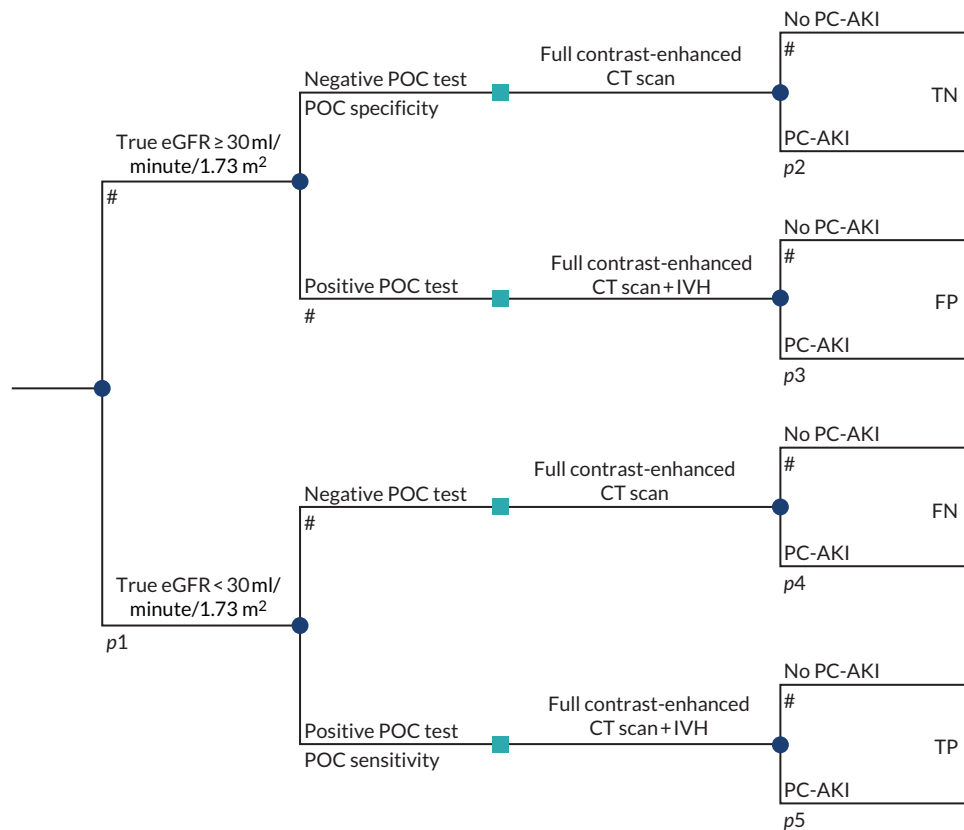 No PC-AKI
#
Full contrast-enhanced
CT scan
Negative POC test
POC specificity
TN
PC-AKI
p2
True eGFR ≥ 30 ml/
minute/1.73 m²
#
No PC-AKI
#
Full contrast-enhanced
CT scan + IVH
Positive POC test
#
FP
PC-AKI
p3
No PC-AKI
#
Full contrast-enhanced
CT scan
Negative POC test
#
FN
PC-AKI
p4
True eGFR < 30 ml/
minute/1.73 m²
p1
No PC-AKI
#
Full contrast-enhanced
CT scan + IVH
Positive POC test
POC sensitivity
TP
PC-AKI
p5